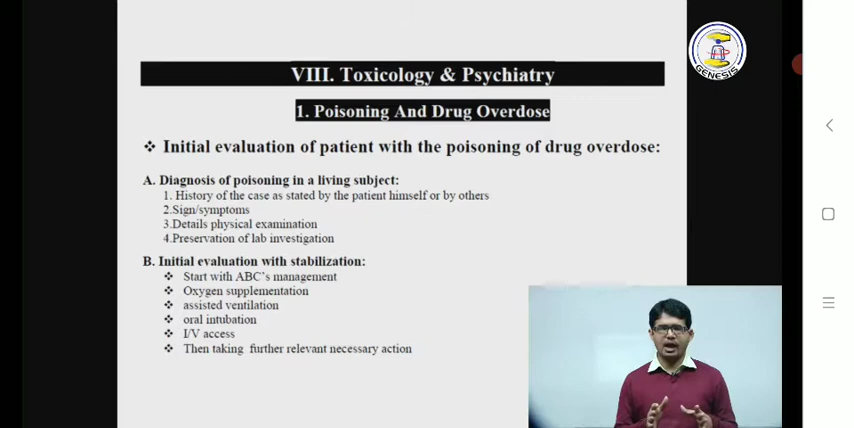 GENESIS
VIII. Toxicology & Psychiatry
1. Poisoning And Drug Overdose
❖ Initial evaluation of patient with the poisoning of drug overdose:
A. Diagnosis of poisoning in a living subject:
1. History of the case as stated by the patient himself or by others
2.Sign/symptoms
3.Details physical examination
4.Preservation of lab investigation
B. Initial evaluation with stabilization:
❖ Start with ABC's management
❖ Oxygen supplementation
❖ assisted ventilation
❖ oral intubation
❖ I/V access
❖ Then taking further relevant necessary action